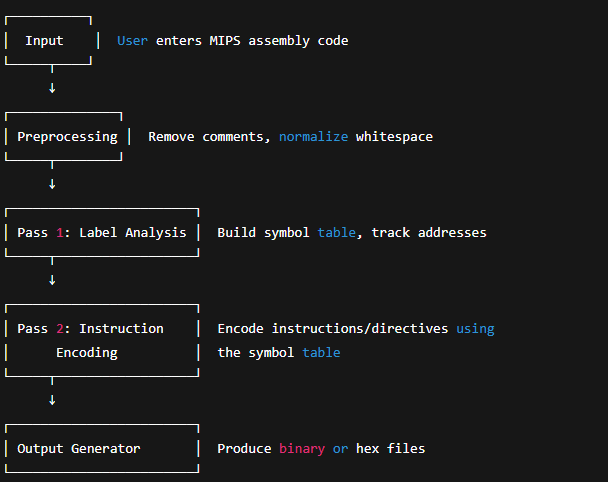 Input User enters MIPS assembly code
Preprocessing Remove comments, normalize whitespace
Pass 1: Label Analysis Build symbol table, track addresses
Pass 2: Instruction Encode instructions/directives using
Encoding the symbol table
Output Generator Produce binary or hex files